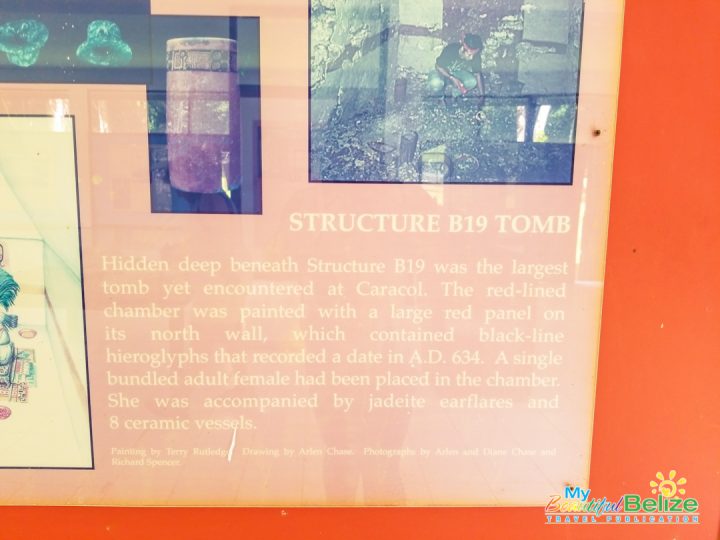 STRUCTURE B19 TOMB
Hidden deep beneath Structure B19 was the largest
tomb yet encountered at Caracol. The red-lined
chamber was painted with a large red panel on
its north wall, which contained black-line
hieroglyphs that recorded a date in A.D. 634. A single
bundled adult female had been placed in the chamber.
She was accompanied by jadeite earflares and
8 ceramic vessels.
Painting by Terry Rutledge. Drawing by Arlen Chase. Photographs by Arlen and Diane Chase and
Richard Spencer.
My
Beautiful Belize
TRAVEL PUBLICATION